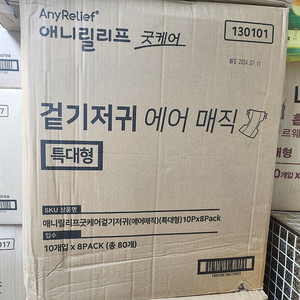 AnyRelief®
애니릴리프 굿케어
130101
MFG 2024.07.17
걷기저귀 에어 매직
특대형
SKU 상품명
애니릴리프굿케어걷기저귀(에어매직)(특대형)10Px8Pack
입수
10개입 x 8PACK (총 80개)